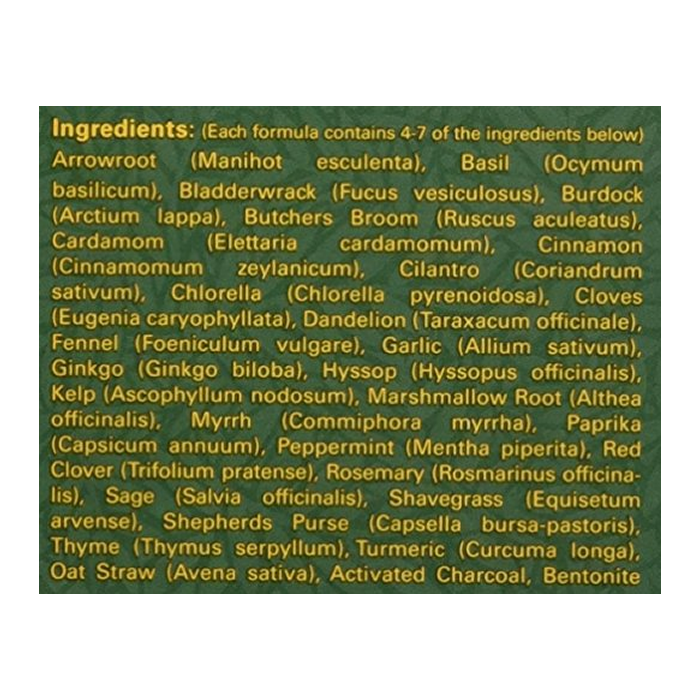 Ingredients: (Each formula contains 4-7 of the ingredients below)
Arrowroot (Manihot esculenta), Basil (Ocymum
basilicum), Bladderwrack (Fucus vesiculosus), Burdock
(Arctium lappa), Butchers Broom (Ruscus aculeatus),
Cardamom (Elettaria cardamomum), Cinnamon
(Cinnamomum zeylanicum), Cilantro (Coriandrum
sativum), Chlorella (Chlorella pyrenoidosa), Cloves
(Eugenia caryophyllata), Dandelion (Taraxacum officinale),
Fennel (Foeniculum vulgare), Garlic (Allium sativum),
Ginkgo (Ginkgo biloba), Hyssop (Hyssopus officinalis),
Kelp (Ascophyllum nodosum), Marshmallow Root (Althea
officinalis), Myrrh (Commiphora myrrha), Paprika
(Capsicum annuum), Peppermint (Mentha piperita), Red
Clover (Trifolium pratense), Rosemary (Rosmarinus officina-
lis), Sage (Salvia officinalis), Shavegrass (Equisetum
arvense), Shepherds Purse (Capsella bursa-pastoris),
Thyme (Thymus serpyllum), Turmeric (Curcuma longa),
Oat Straw (Avena sativa), Activated Charcoal, Bentonite